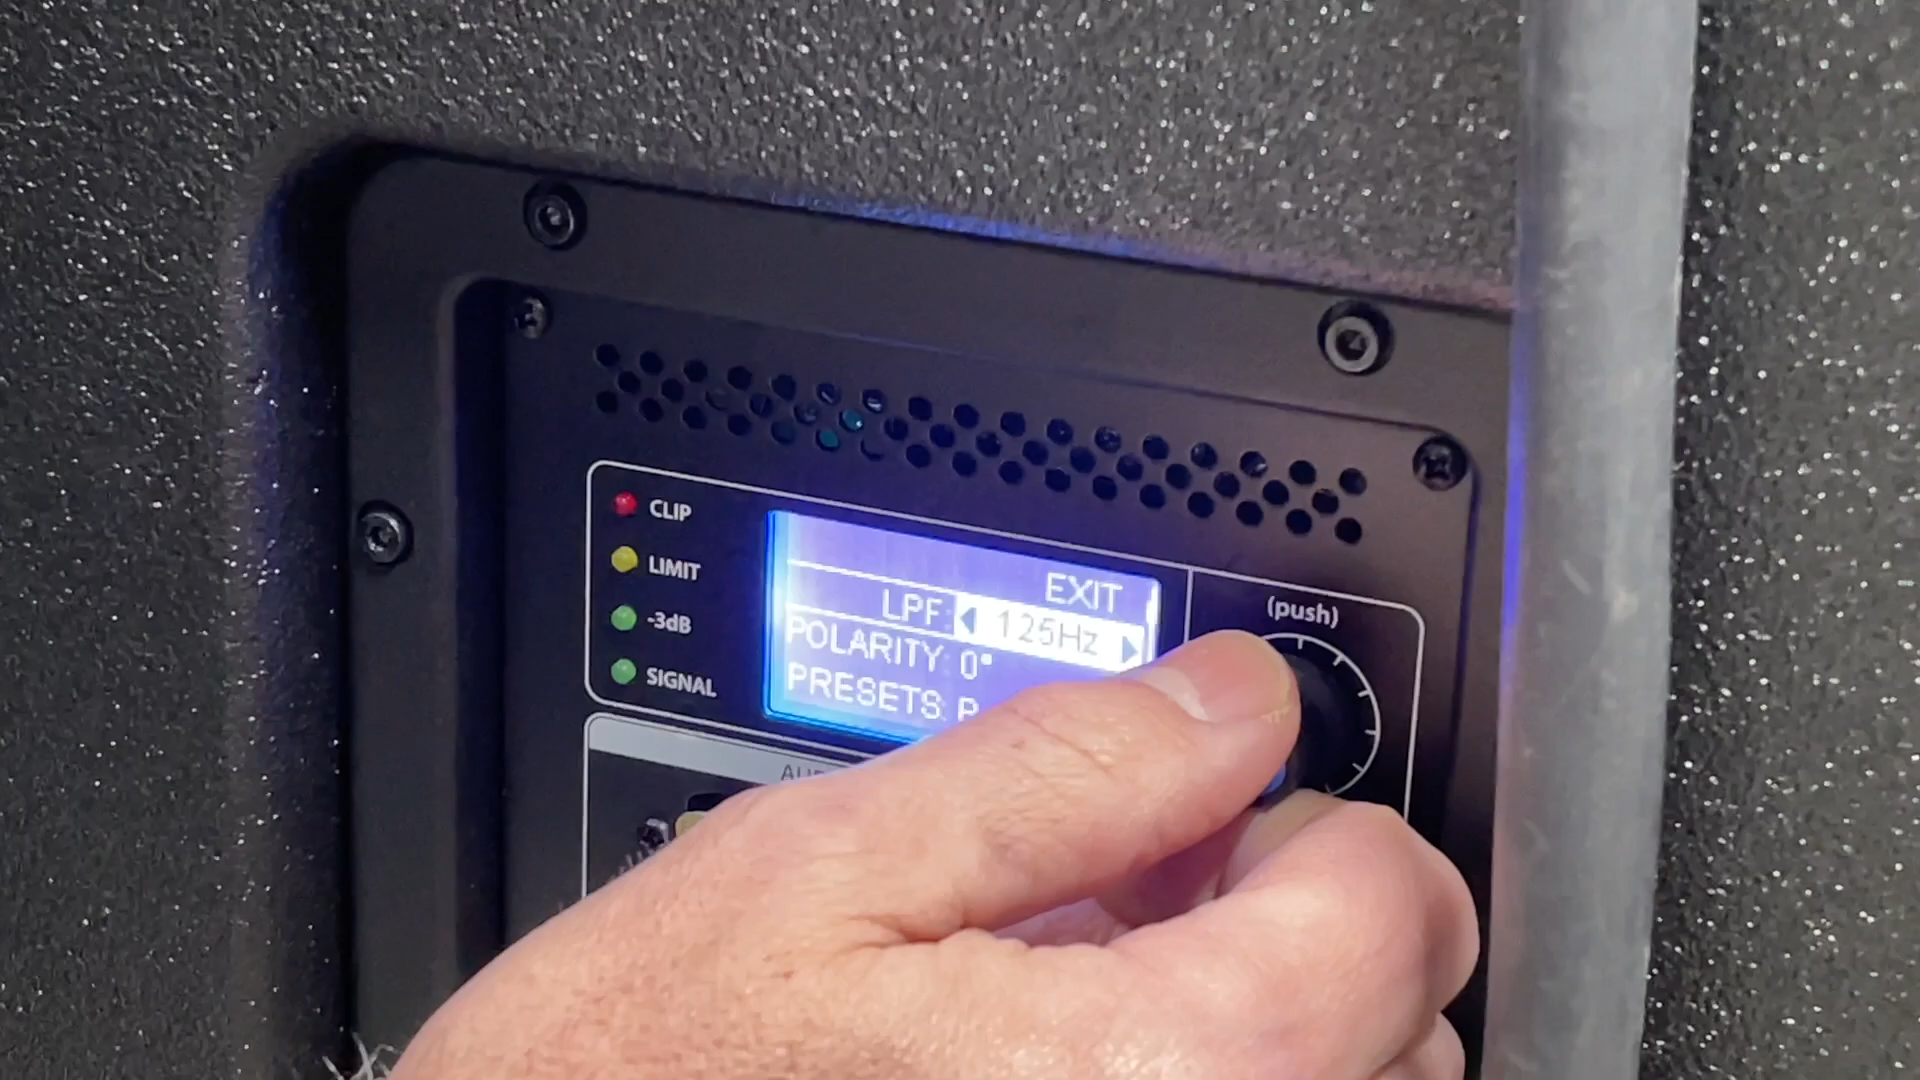 CLIP
LIMIT
-3dB
SIGNAL
EXIT
LPF: 125Hz
POLARITY: 0°
PRESETS:
(push)